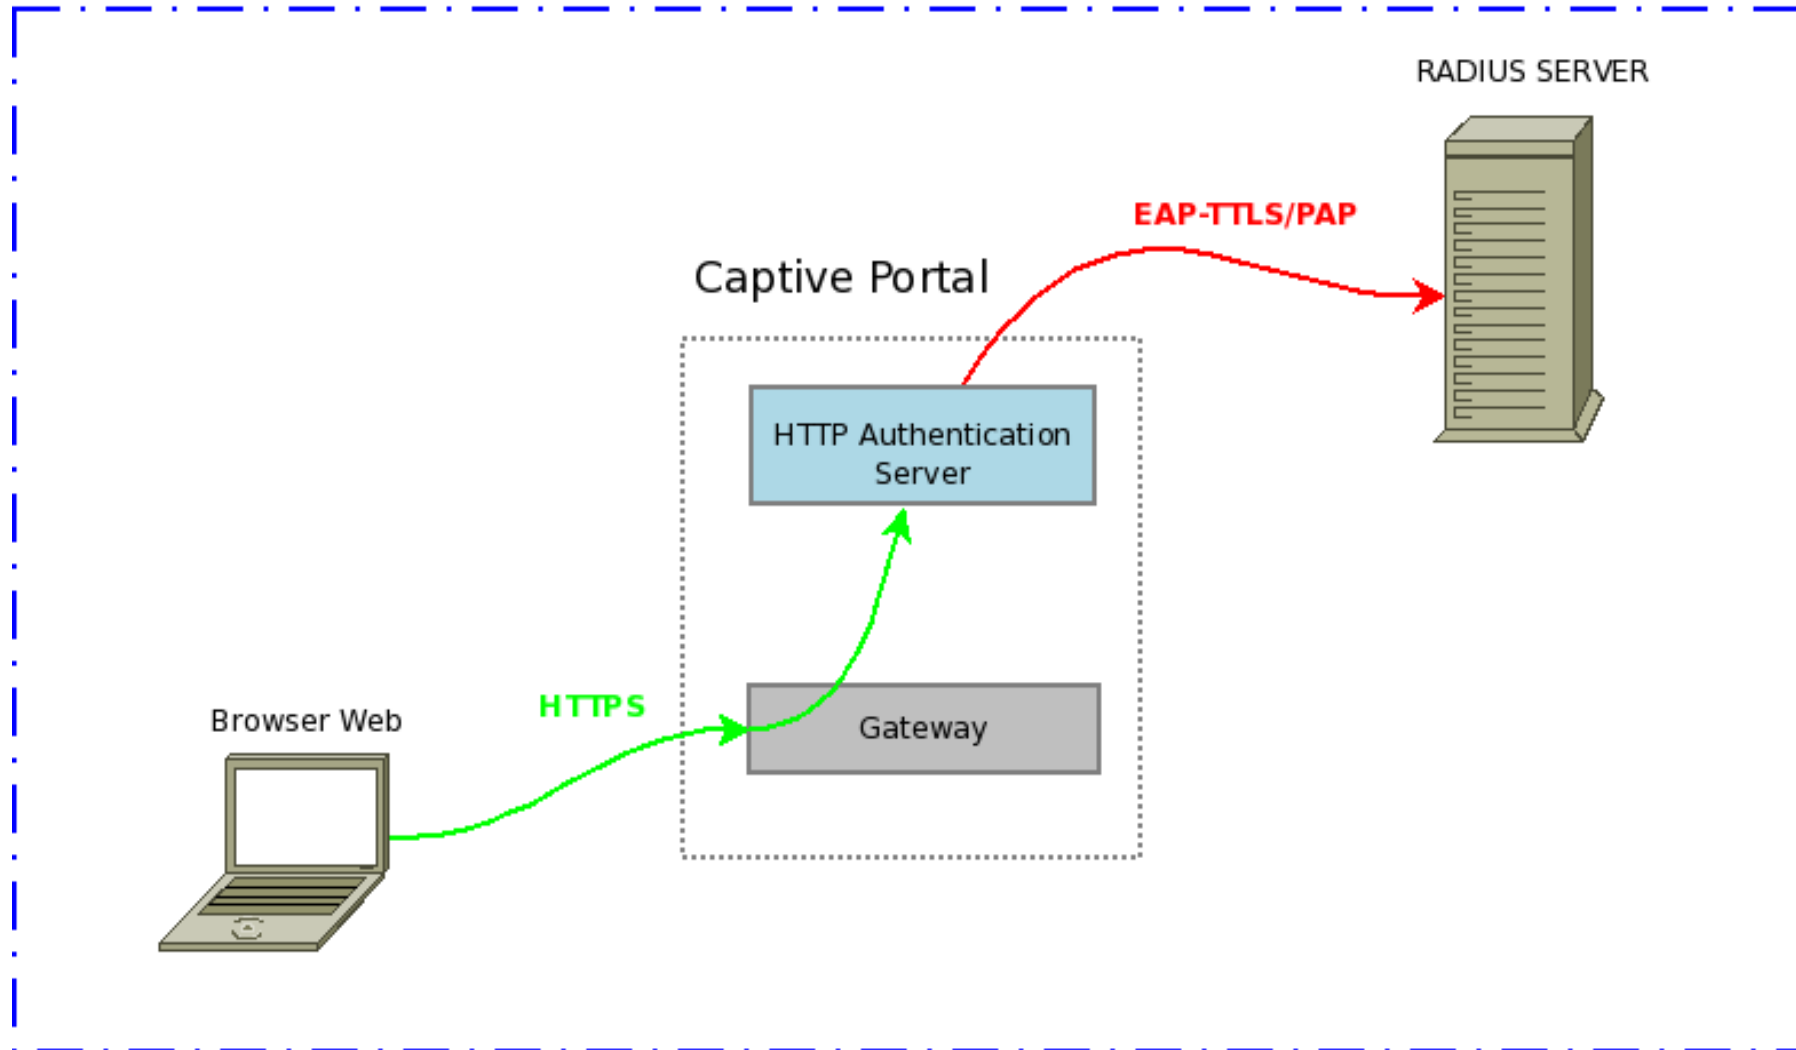 RADIUS SERVER
EAP-TTLS/PAP
Captive Portal
HTTP Authentication
Server
HTTPS
Browser Web
Gateway